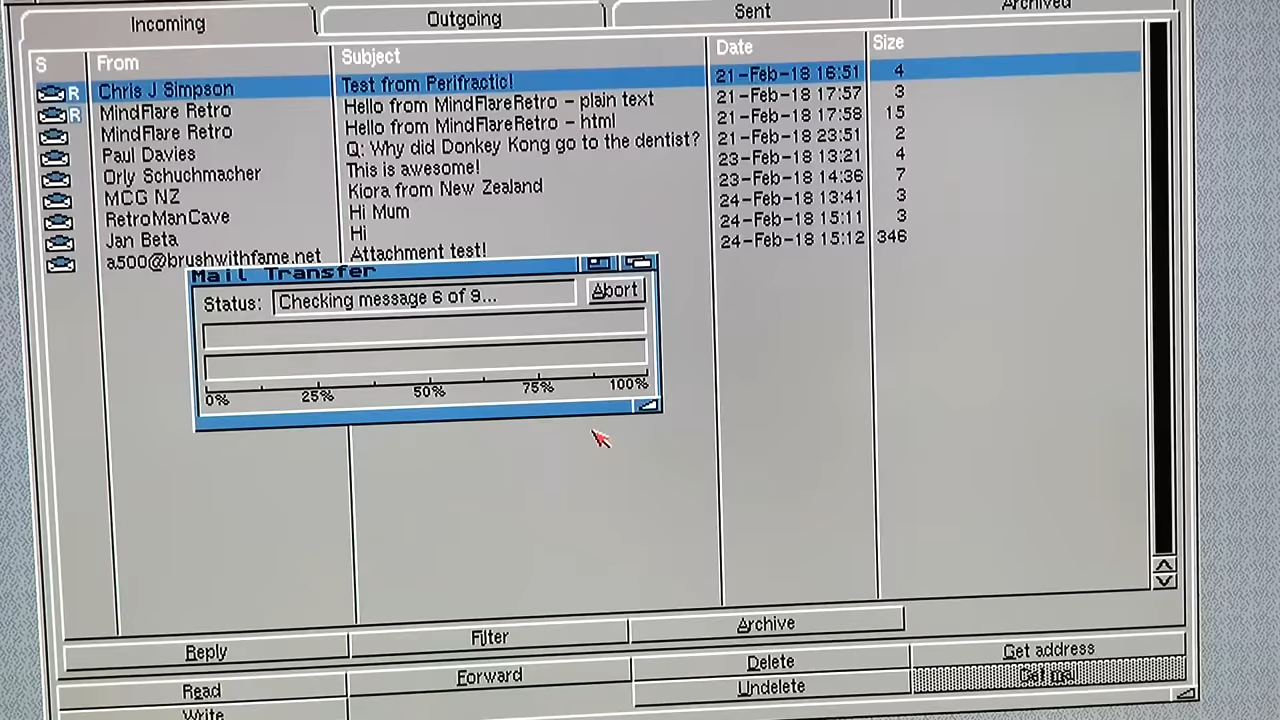 Incoming Outgoing Sent Archived
S From Subject Date Size
R Chris J Simpson Test from Perifractic! 21-Feb-18 16:51 4
R MindFlare Retro Hello from MindFlareRetro - plain text 21-Feb-18 17:57 3
MindFlare Retro Hello from MindFlareRetro - html 21-Feb-18 17:58 15
Paul Davies Q: Why did Donkey Kong go to the dentist? 21-Feb-18 23:51 2
Orly Schuchmacher This is awesome! 23-Feb-18 13:21 4
MCG NZ Kiora from New Zealand 23-Feb-18 14:36 7
RetroManCave Hi Mum 24-Feb-18 13:41 3
Jan Beta Hi 24-Feb-18 15:11 3
a500@brushwithfame.net Attachment test! 24-Feb-18 15:12 346
Mail Transfer
Status: Checking message 6 of 9... Abort
0% 25% 50% 75% 100%
Reply Filter Archive
Read Forward Delete Get address
Write Undelete Get mail